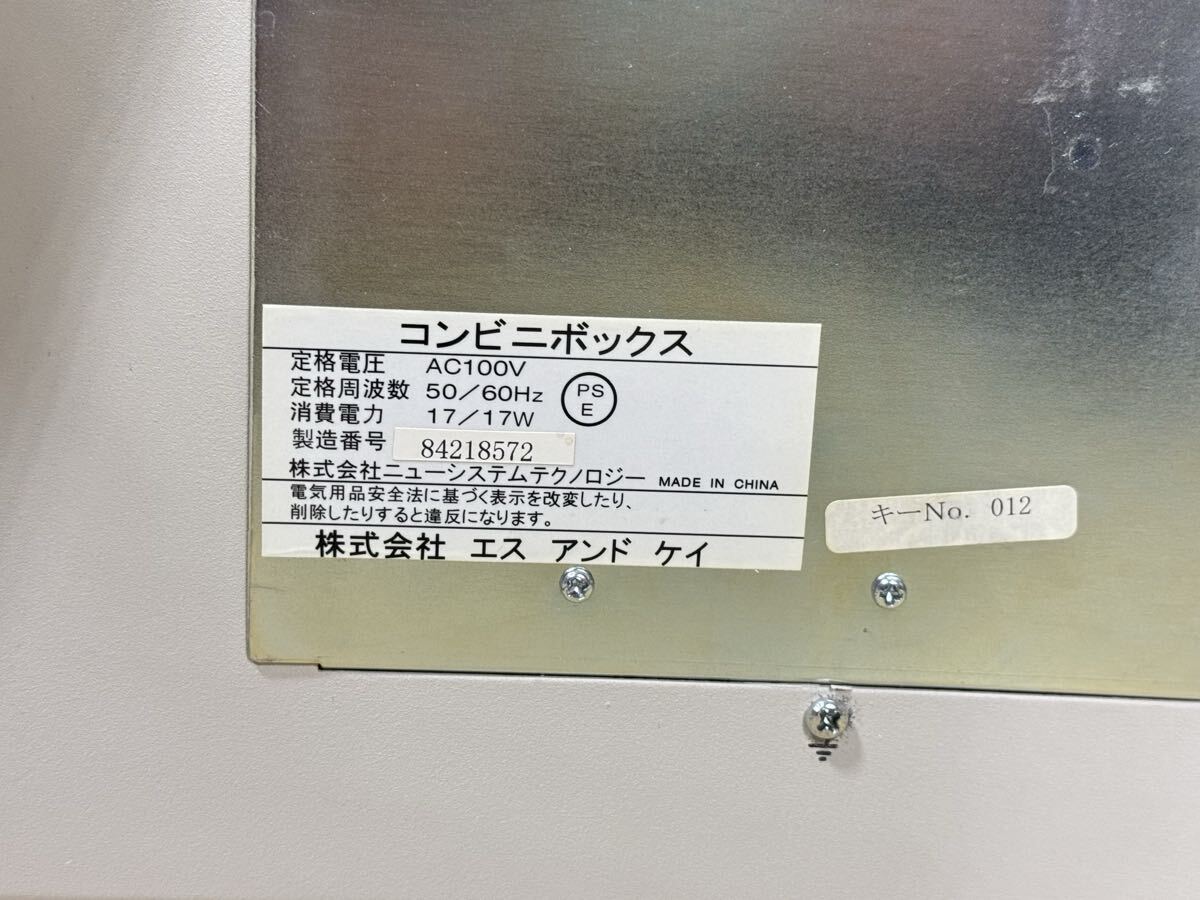 コンビニボックス
定格電圧 AC100V
定格周波数 50/60Hz
PS
E
消費電力 17/17W
製造番号 84218572
株式会社ニューシステムテクノロジー MADE IN CHINA
電気用品安全法に基づく表示を改変したり、
削除したりすると違反になります。
株式会社 エス アンド ケイ
キーNo. 012